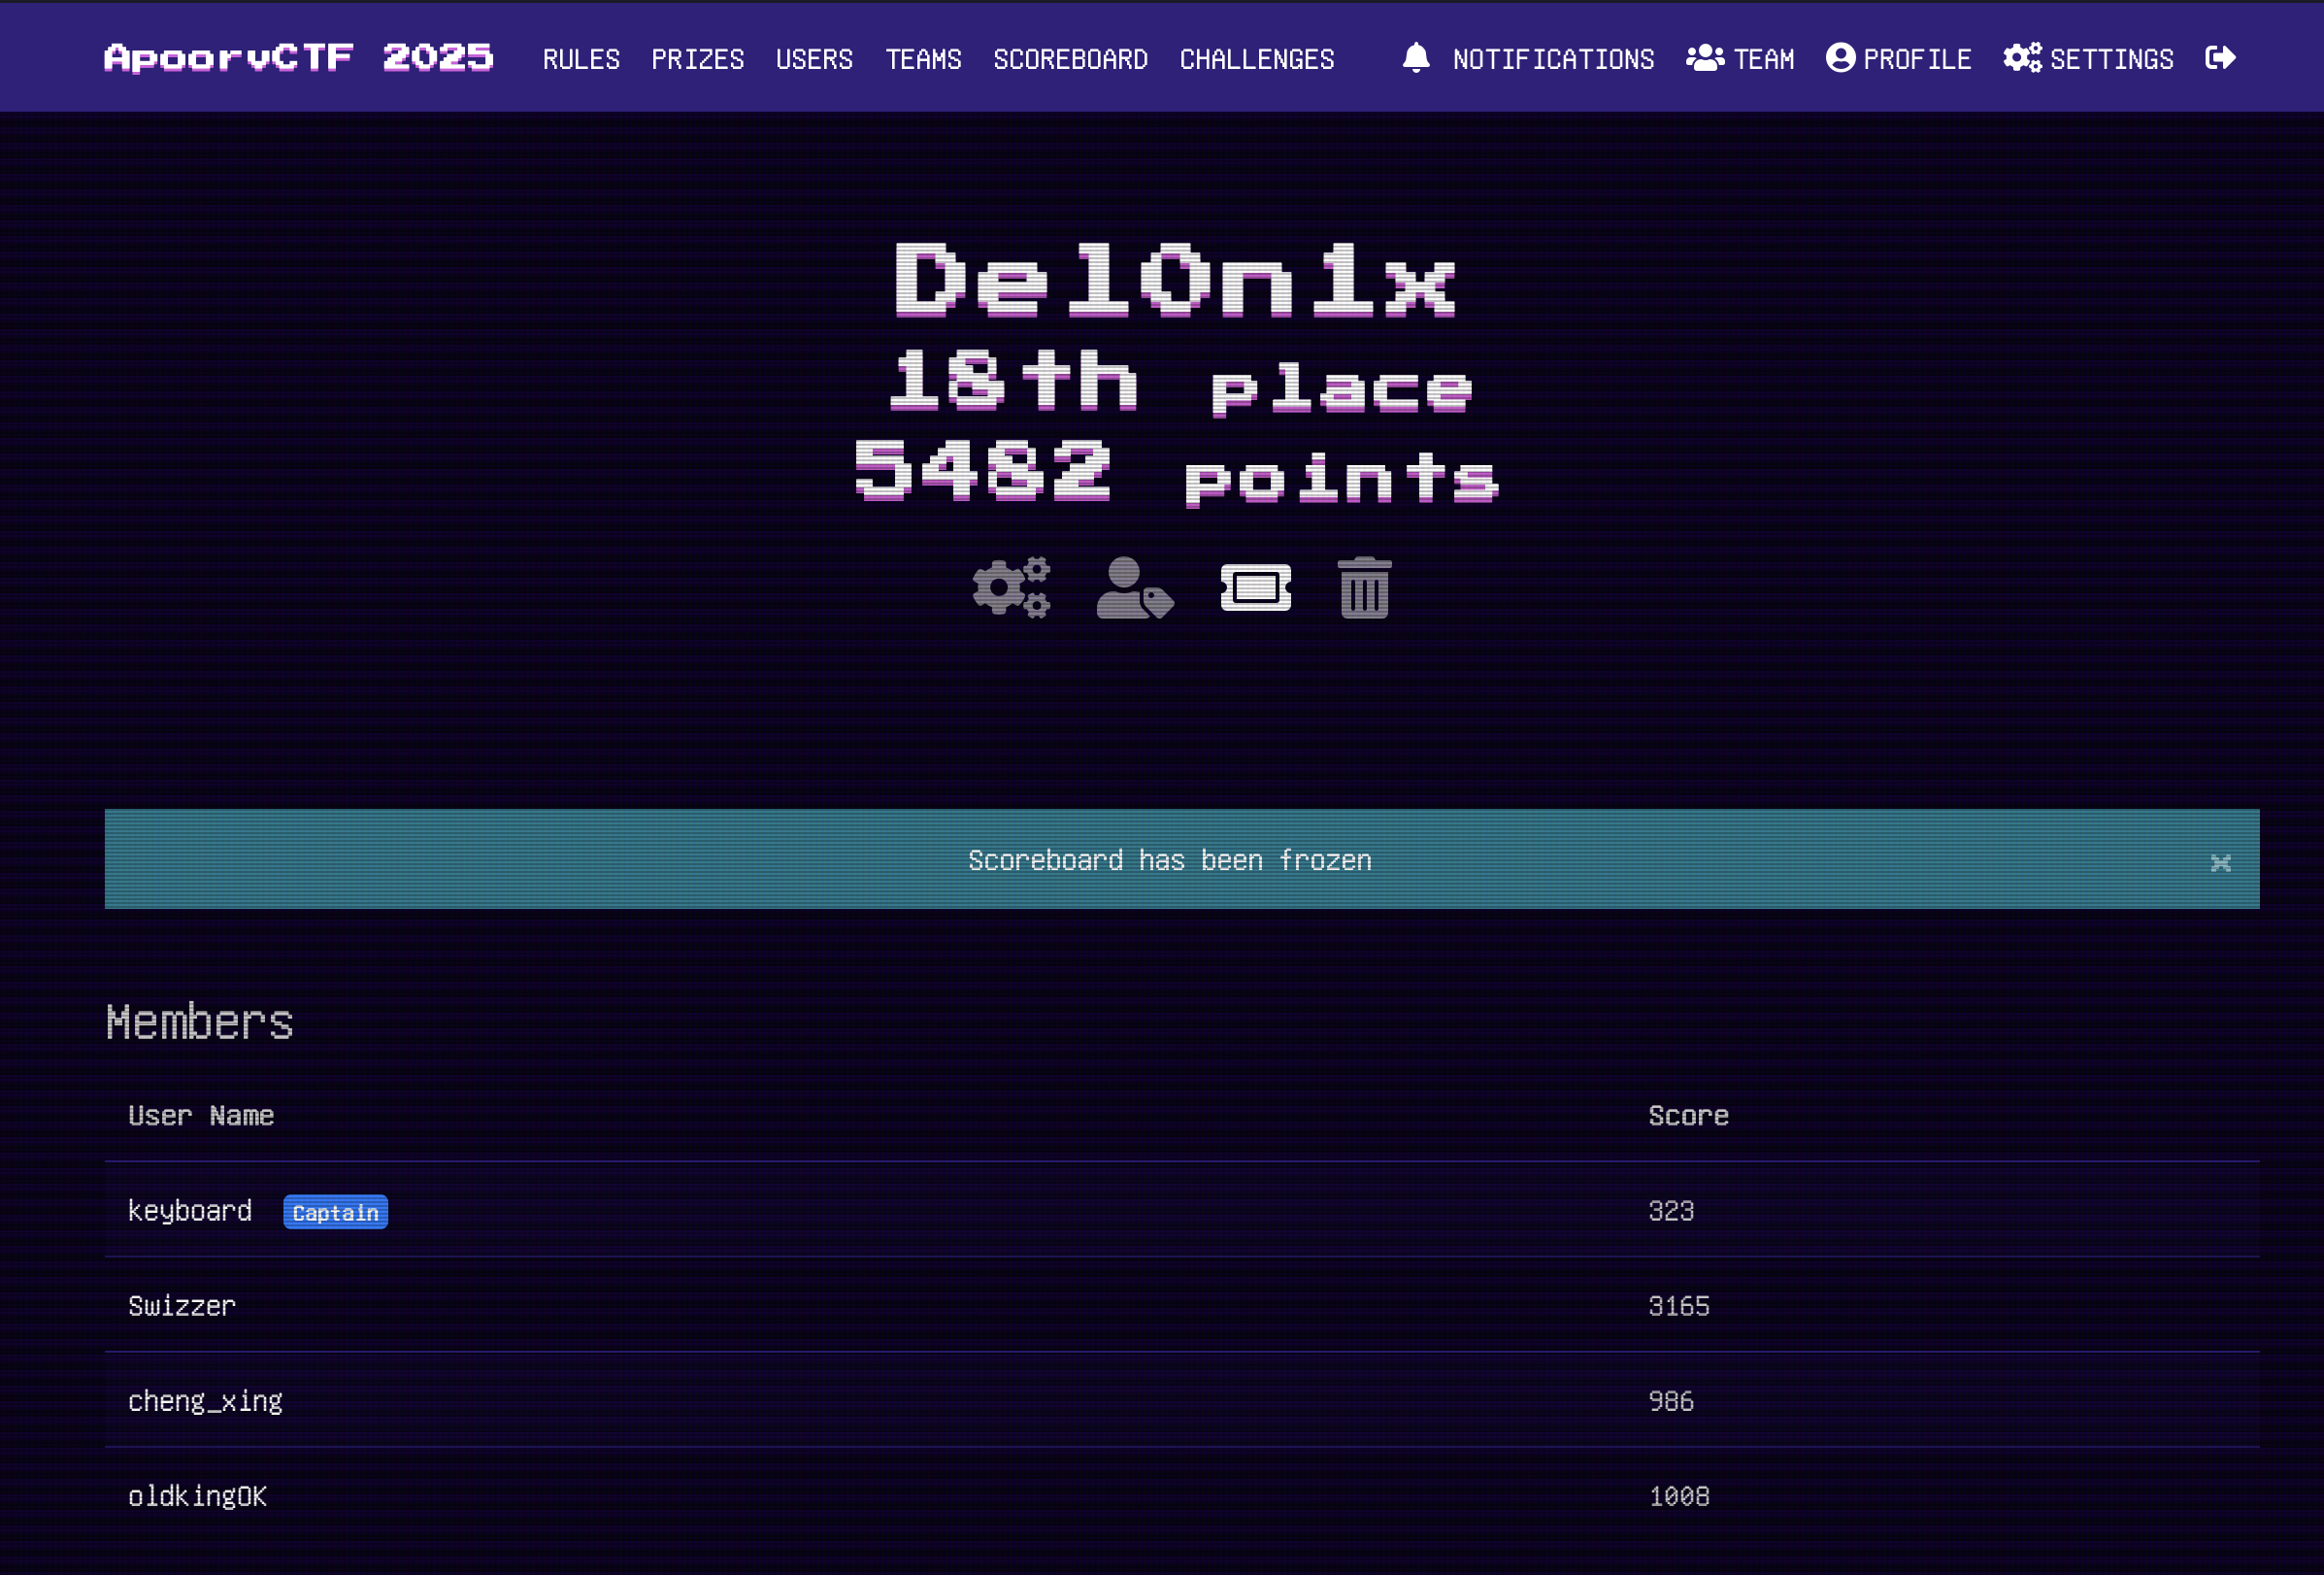 ApoorvCTF 2025 RULES PRIZES USERS TEAMS SCOREBOARD CHALLENGES NOTIFICATIONS TEAM PROFILE SETTINGS
Del0n1x
18th place
5482 points
Scoreboard has been frozen x
Members
User Name Score
keyboard Captain 323
Swizzer 3165
cheng_xing 986
oldkingOK 1008